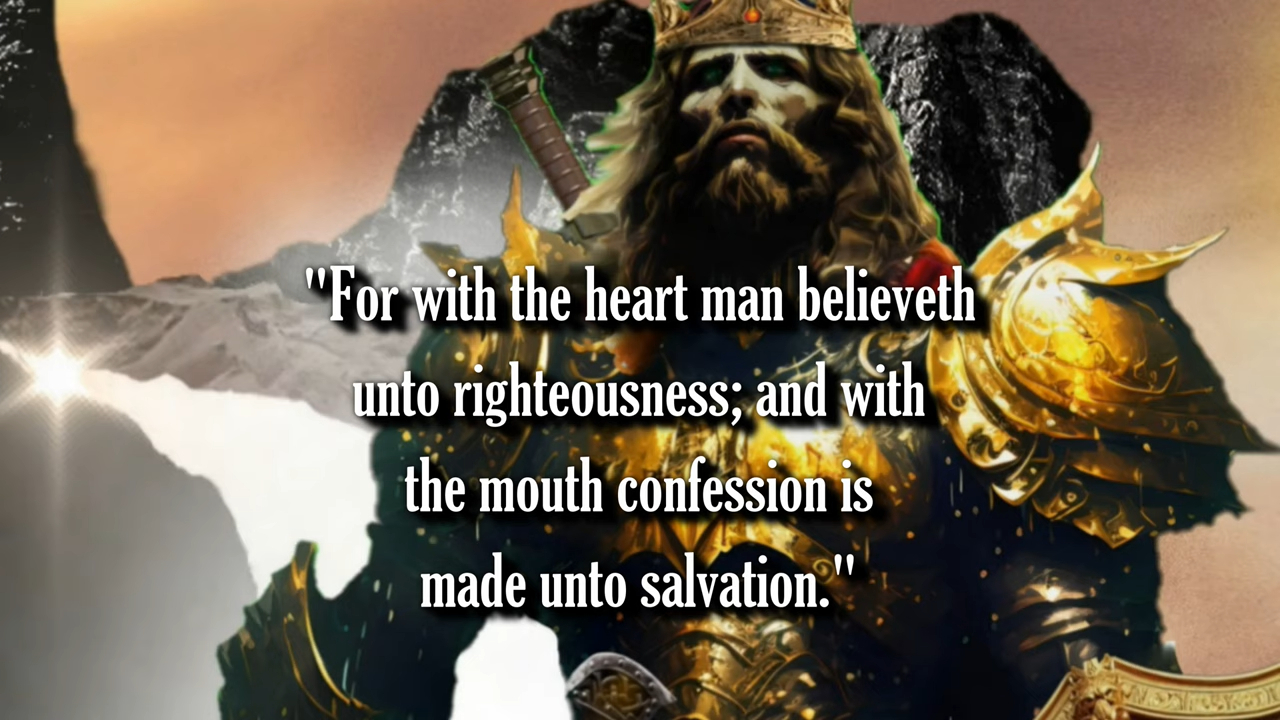 "For with the heart man believeth
unto righteousness; and with
the mouth confession is
made unto salvation."